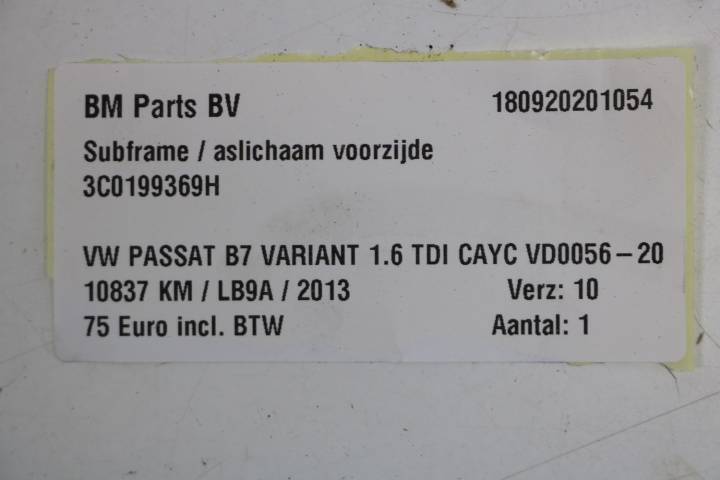 BM Parts BV 180920201054
Subframe / aslichaam voorzijde
3C0199369H
VW PASSAT B7 VARIANT 1.6 TDI CAYC VD0056-20
10837 KM / LB9A / 2013 Verz: 10
75 Euro incl. BTW Aantal: 1